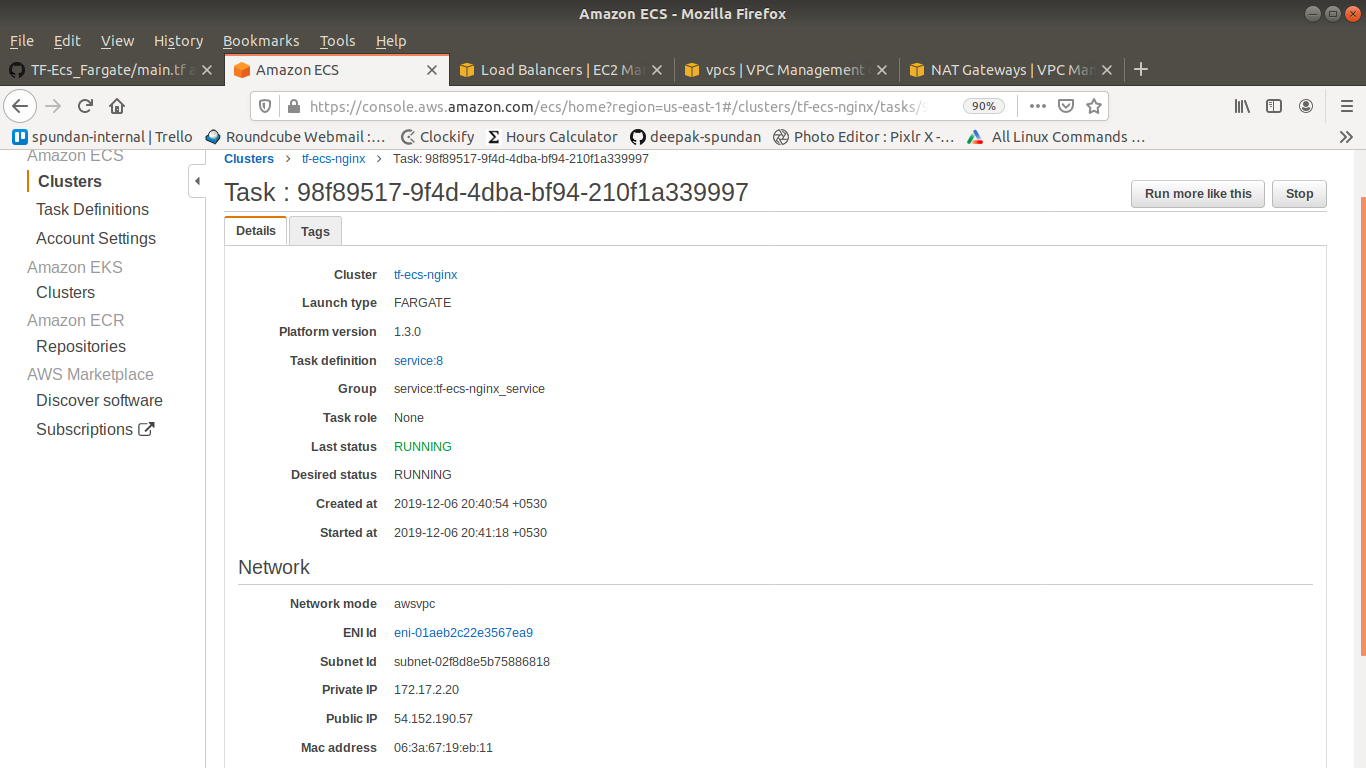 Amazon ECS - Mozilla Firefox
File Edit View History Bookmarks Tools Help
TF-Ecs_Fargate/main.tf Amazon ECS Load Balancers | EC2 Ma vpcs | VPC Management NAT Gateways | VPC Man
https://console.aws.amazon.com/ecs/home?region=us-east-1#/clusters/tf-ecs-nginx/tasks/ 90%
spundan-internal | Trello Roundcube Webmail :... Clockify Hours Calculator deepak-spundan Photo Editor : Pixlr X -... All Linux Commands ...
Amazon ECS
Clusters
Task Definitions
Account Settings
Amazon EKS
Clusters
Amazon ECR
Repositories
AWS Marketplace
Discover software
Subscriptions
Clusters > tf-ecs-nginx > Task: 98f89517-9f4d-4dba-bf94-210f1a339997
Task : 98f89517-9f4d-4dba-bf94-210f1a339997
Run more like this Stop
Details Tags
Cluster tf-ecs-nginx
Launch type FARGATE
Platform version 1.3.0
Task definition service:8
Group service:tf-ecs-nginx_service
Task role None
Last status RUNNING
Desired status RUNNING
Created at 2019-12-06 20:40:54 +0530
Started at 2019-12-06 20:41:18 +0530
Network
Network mode awsvpc
ENI Id eni-01aeb2c22e3567ea9
Subnet Id subnet-02f8d8e5b75886818
Private IP 172.17.2.20
Public IP 54.152.190.57
Mac address 06:3a:67:19:eb:11